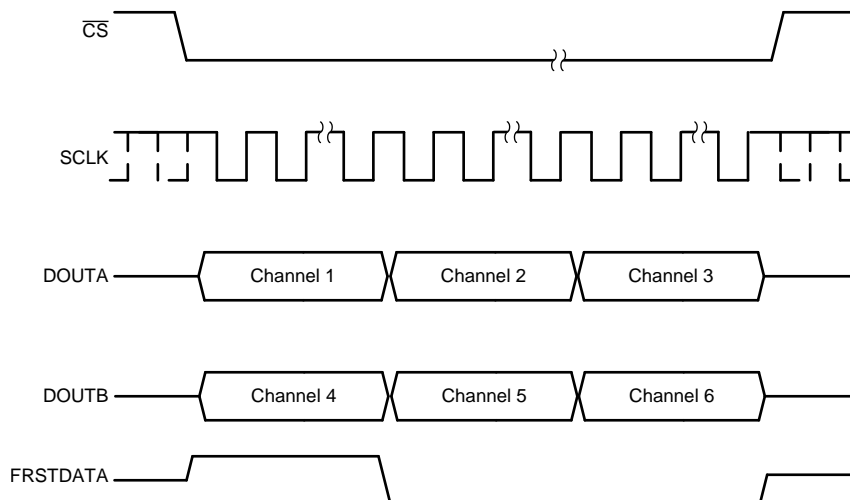 CS
SCLK
DOUTA
Channel 1
Channel 2
Channel 3
DOUTB
Channel 4
Channel 5
Channel 6
FRSTDATA